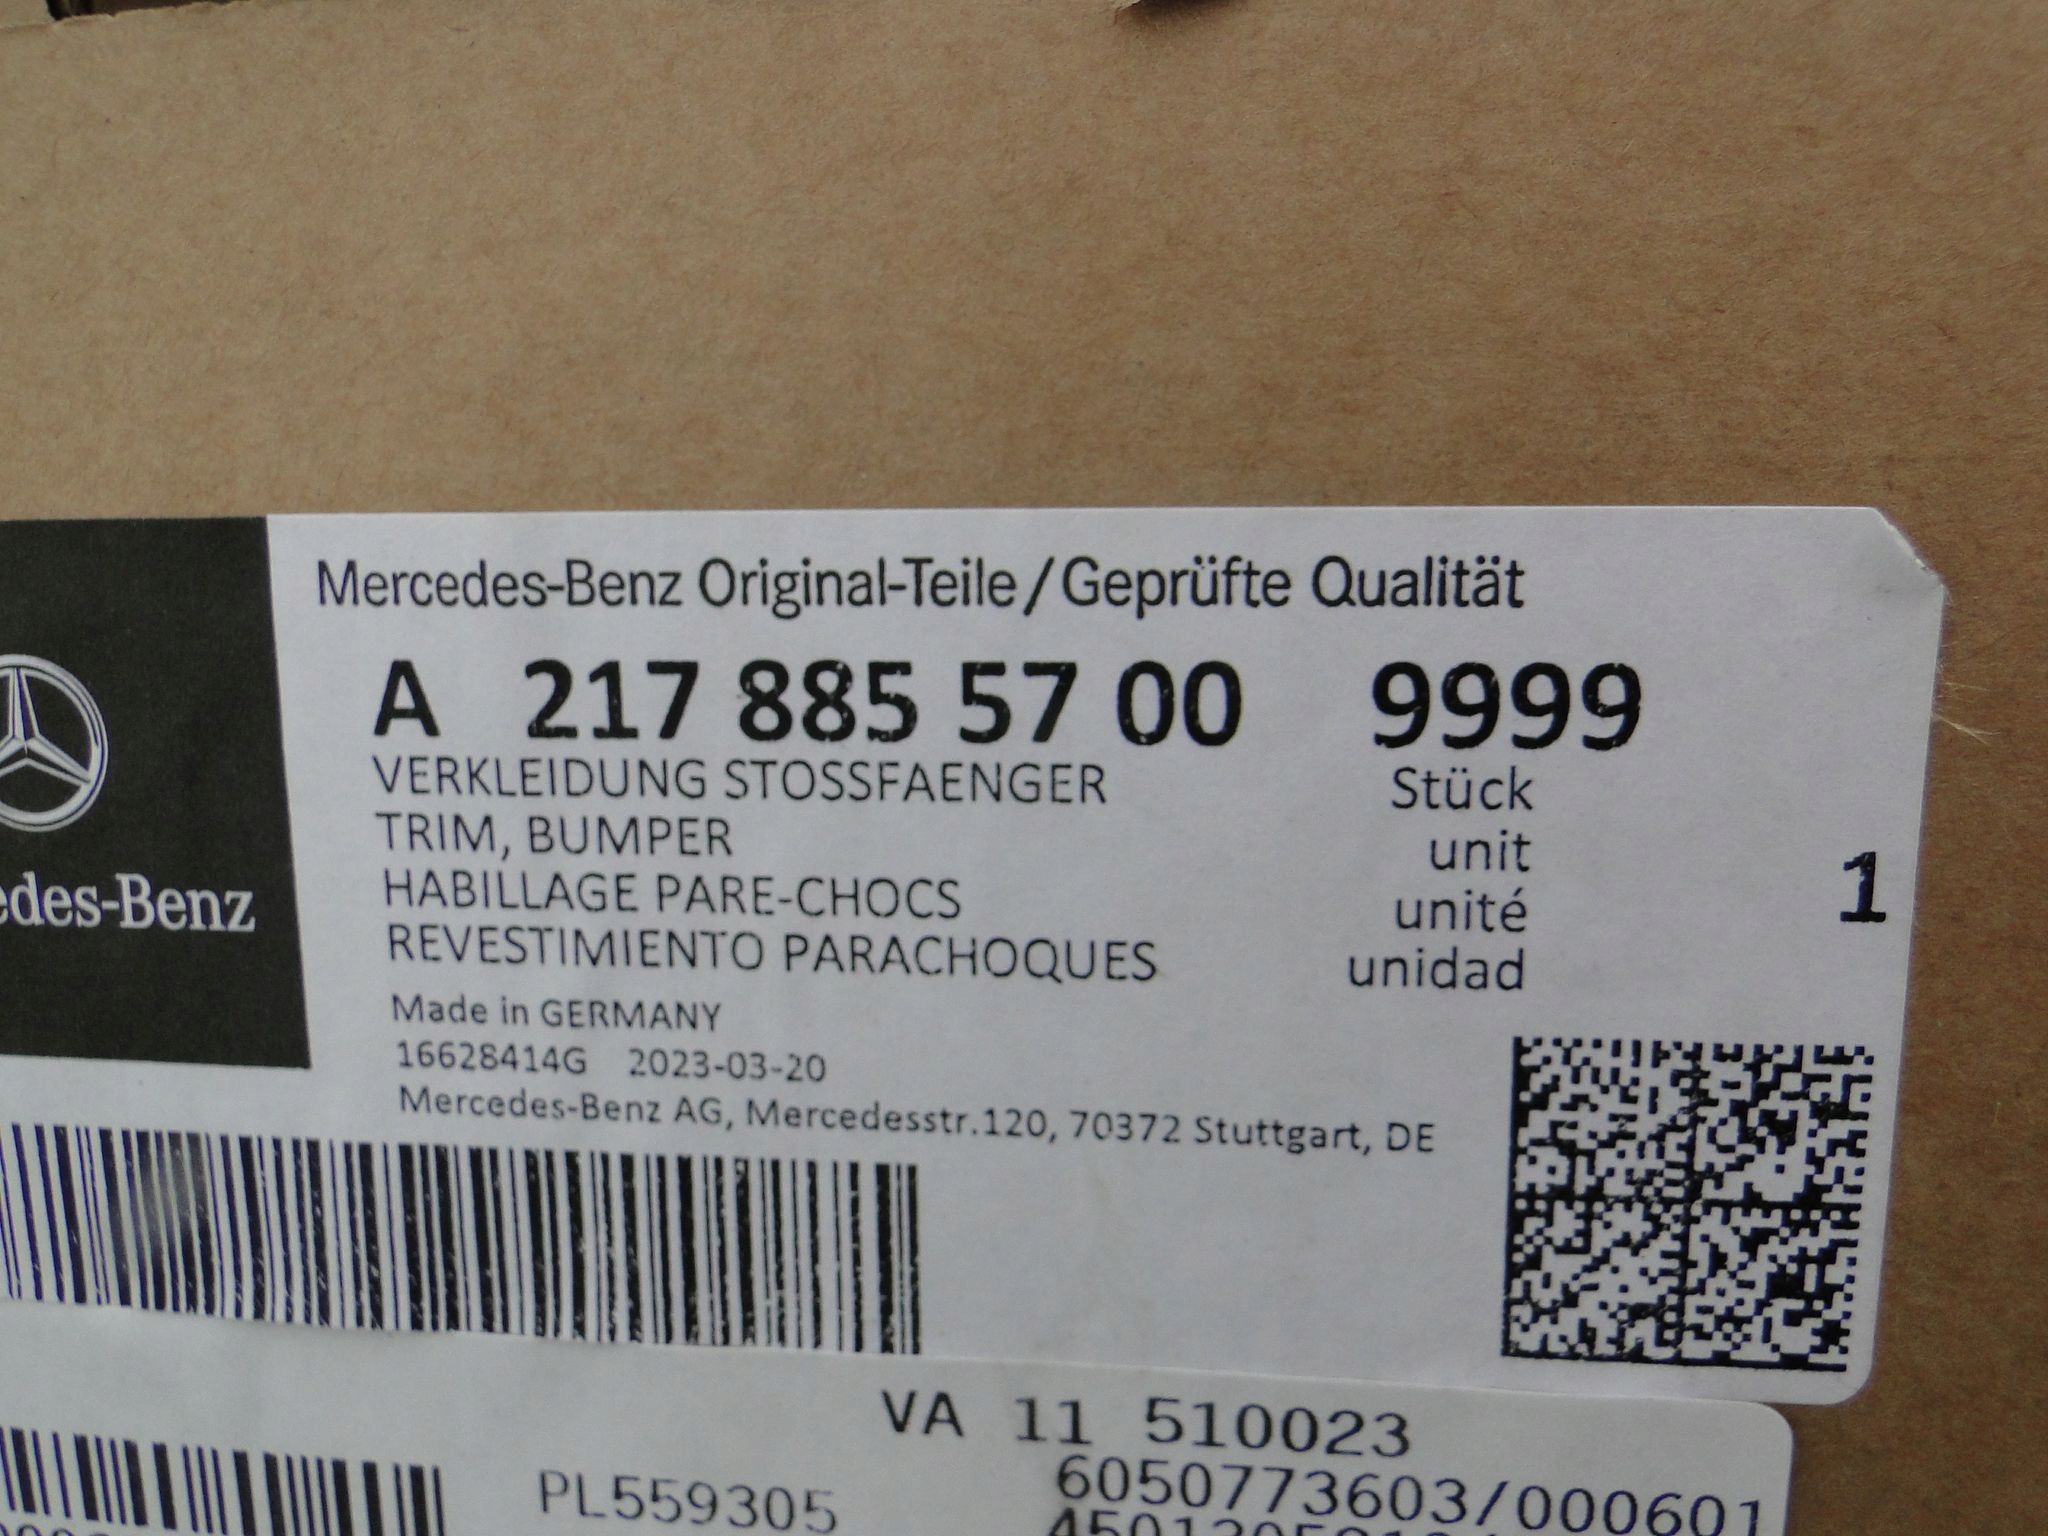 Mercedes-Benz Original-Teile/Geprüfte Qualität
A 217 885 57 00 9999
VERKLEIDUNG STOSSFAENGER
TRIM, BUMPER
HABILLAGE PARE-CHOCS
REVESTIMIENTO PARACHOQUES
Stück
unit
unité
unidad
1
edes-Benz
Made in GERMANY
16628414G 2023-03-20
Mercedes-Benz AG, Mercedesstr.120, 70372 Stuttgart, DE
VA 11 510023
PL559305
6050773603/000601